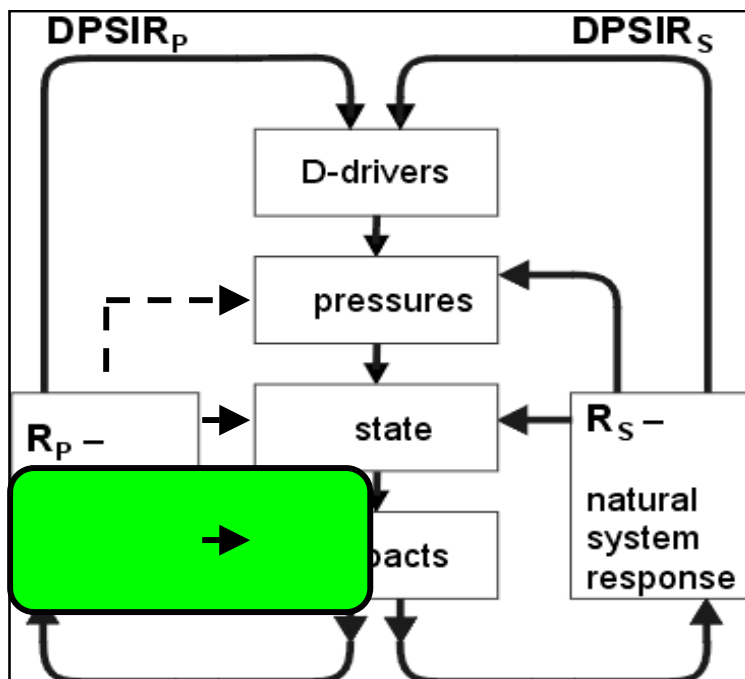 DPSIRP DPSIRS
D-drivers
pressures
state
RP –
RS –
natural
system
response